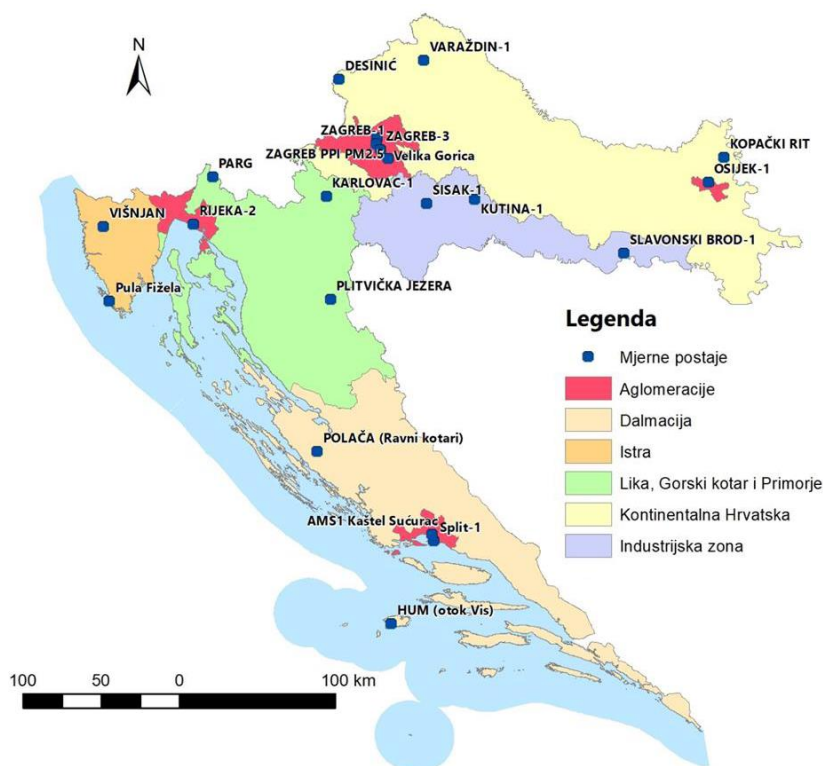 N
VARAŽDIN-1
DESINIĆ
ZAGREB-1
ZAGREB-3
KOPAČKI RIT
ZAGREB PPI PM2.5
Velika Gorica
PARG
OSIJEK-1
KARLOVAC-1
SISAK-1
KUTINA-1
VIŠNJAN
RIJEKA-2
SLAVONSKI BROD-1
Pula Fižela
PLITVIČKA JEZERA
Legenda
Mjerne postaje
Aglomeracije
Dalmacija
Istra
Lika, Gorski kotar i Primorje
Kontinentalna Hrvatska
Industrijska zona
POLAČA (Ravni kotari)
AMS1 Kaštel Sućurac
Split-1
HUM (otok Vis)
100 50 0 100 km